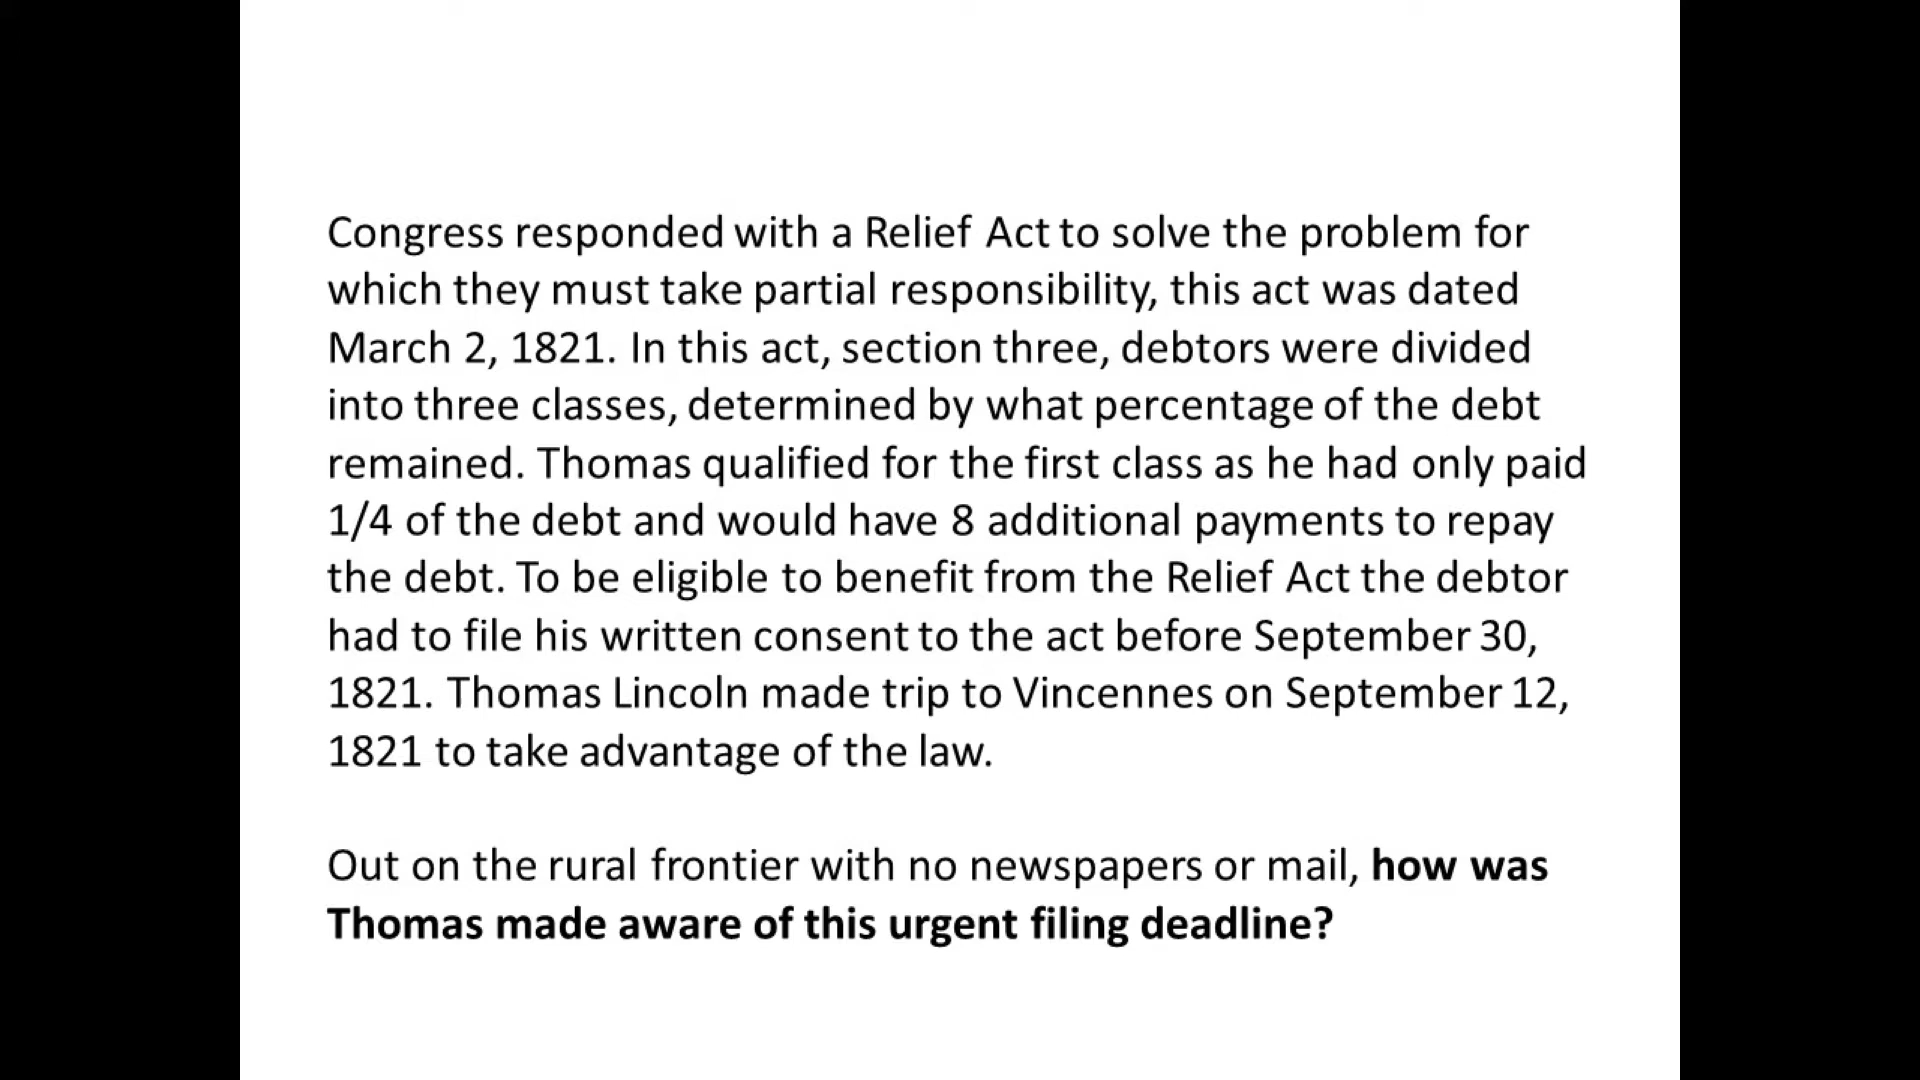 Congress responded with a Relief Act to solve the problem for
which they must take partial responsibility, this act was dated
March 2, 1821. In this act, section three, debtors were divided
into three classes, determined by what percentage of the debt
remained. Thomas qualified for the first class as he had only paid
1/4 of the debt and would have 8 additional payments to repay
the debt. To be eligible to benefit from the Relief Act the debtor
had to file his written consent to the act before September 30,
1821. Thomas Lincoln made trip to Vincennes on September 12,
1821 to take advantage of the law.
Out on the rural frontier with no newspapers or mail, how was
Thomas made aware of this urgent filing deadline?